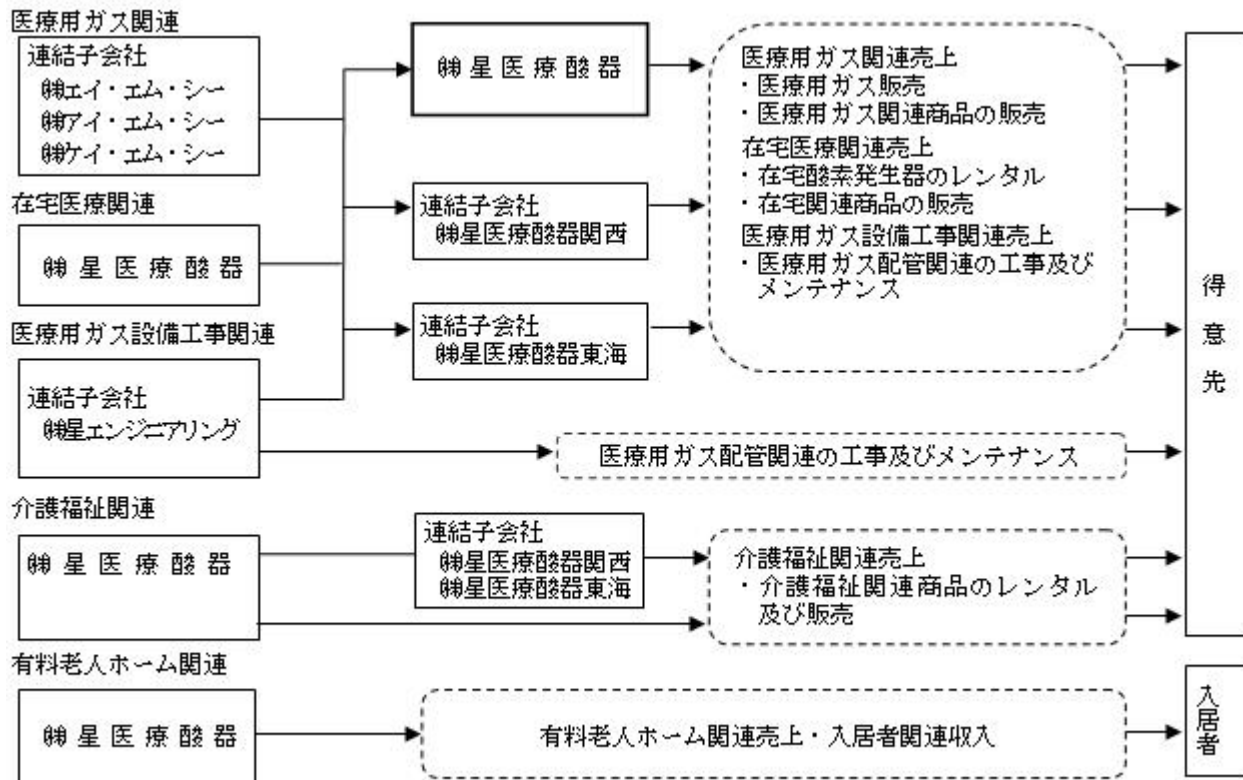 医療用ガス関連
連結子会社
㈱エイ・エム・シー
㈱アイ・エム・シー
㈱ケイ・エム・シー
在宅医療関連
㈱星医療酸器
医療用ガス設備工事関連
連結子会社
㈱星エンジニアリング
㈱星医療酸器
連結子会社
㈱星医療酸器関西
連結子会社
㈱星医療酸器東海
医療用ガス関連売上
・医療用ガス販売
・医療用ガス関連商品の販売
在宅医療関連売上
・在宅酸素発生器のレンタル
・在宅関連商品の販売
医療用ガス設備工事関連売上
・医療用ガス配管関連の工事及び
メンテナンス
医療用ガス配管関連の工事及びメンテナンス
得意先
介護福祉関連
㈱星医療酸器
連結子会社
㈱星医療酸器関西
㈱星医療酸器東海
介護福祉関連売上
・介護福祉関連商品のレンタル
及び販売
有料老人ホーム関連
㈱星医療酸器
有料老人ホーム関連売上・入居者関連収入
入居者